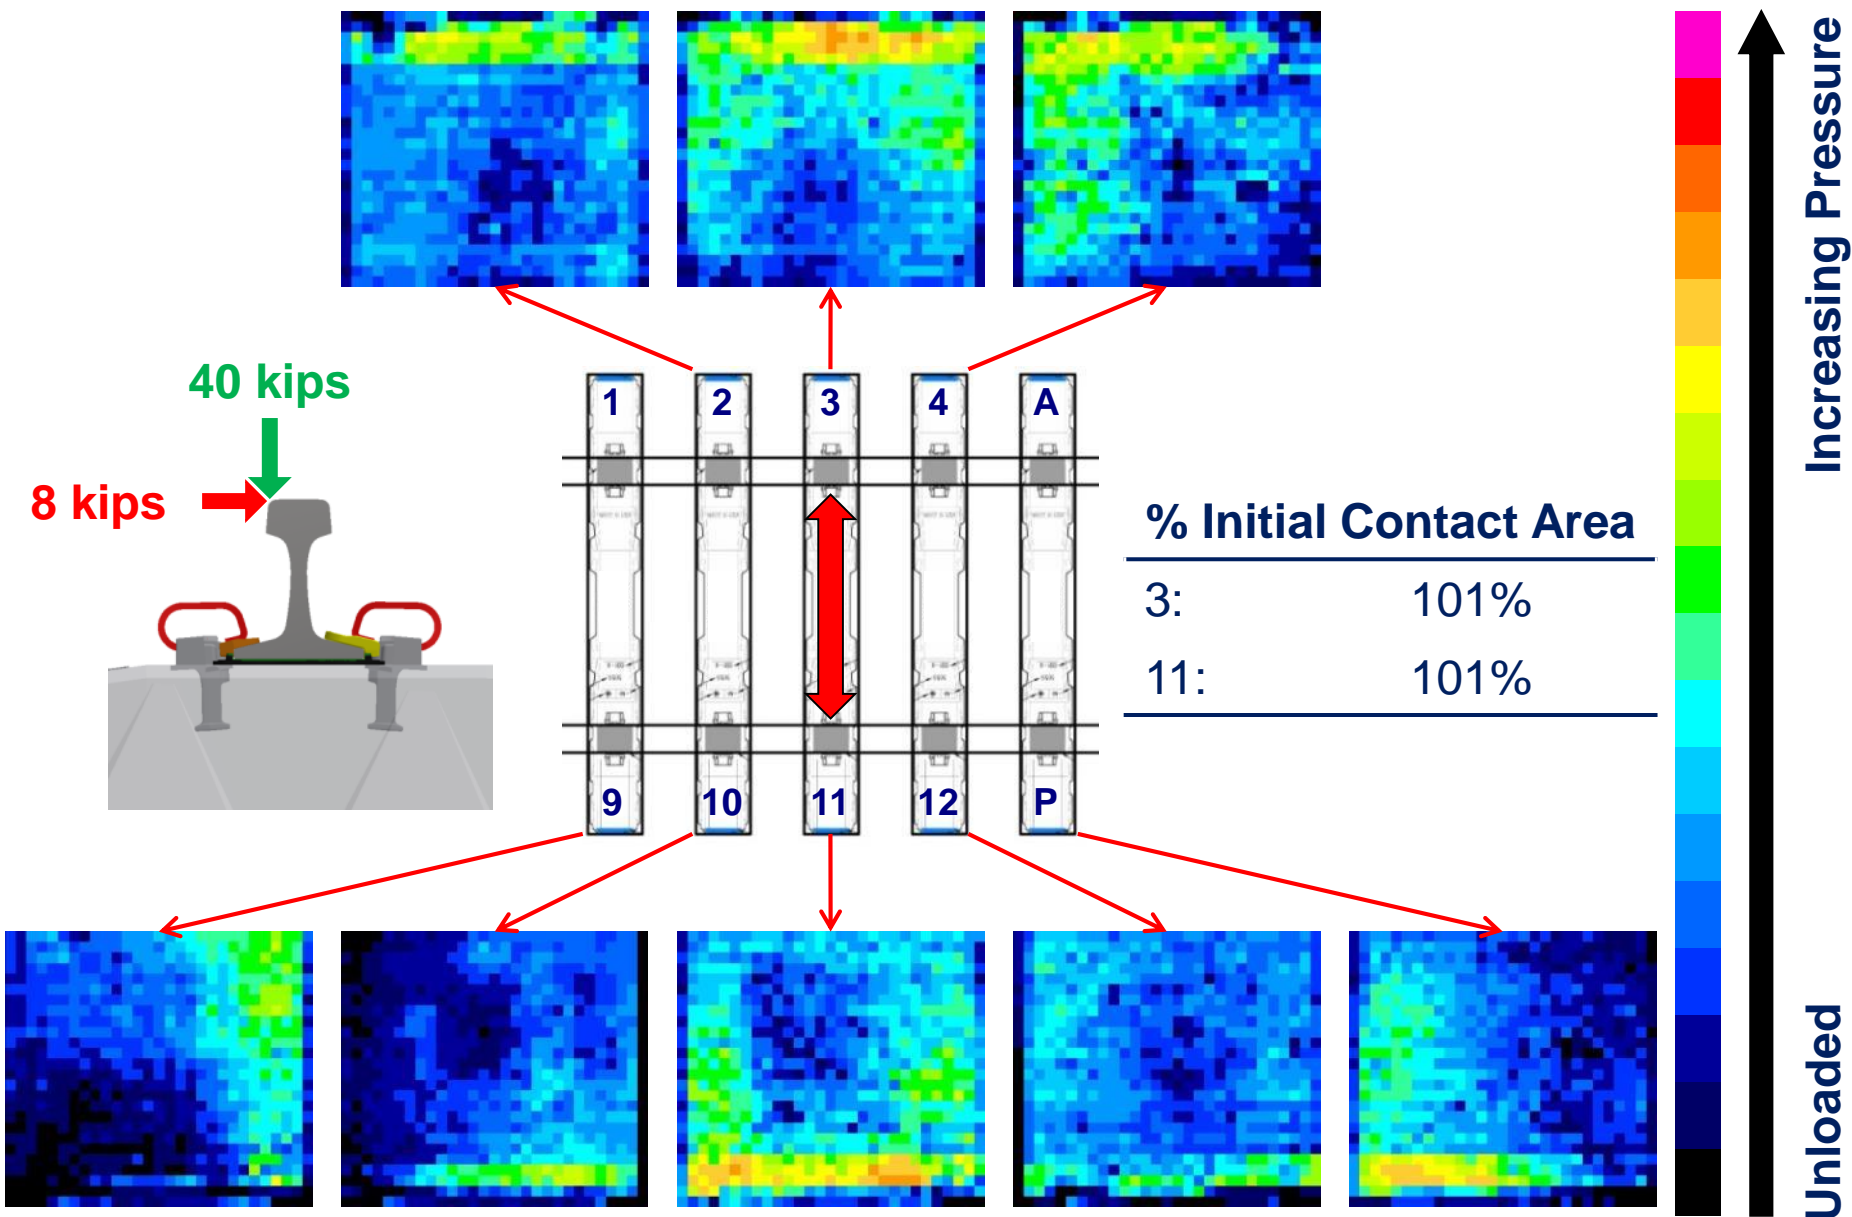 Increasing Pressure
40 kips
8 kips
1 2 3 4 A
% Initial Contact Area
3: 101%
11: 101%
9 10 11 12 P
Unloaded